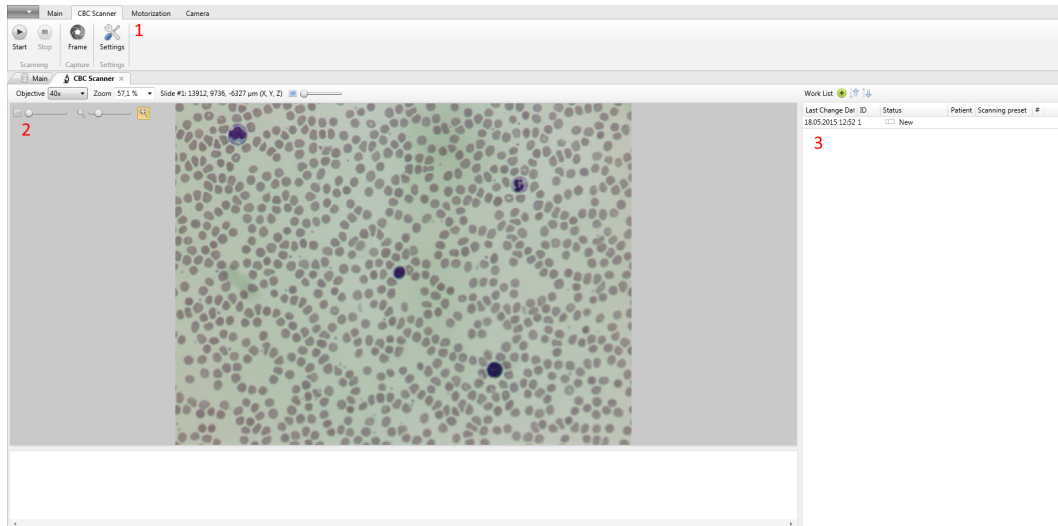 Main CBC Scanner Motorization Camera
Start Stop Frame Settings 1
Scanning Capture Settings
Main CBC Scanner ×
Objective 40x Zoom 57,1 % Slide #1: 13912, 9736, -6327 µm (X, Y, Z) Work List
Last Change Dat ID Status Patient Scanning preset #
18.05.2015 12:52 1 New
2
3